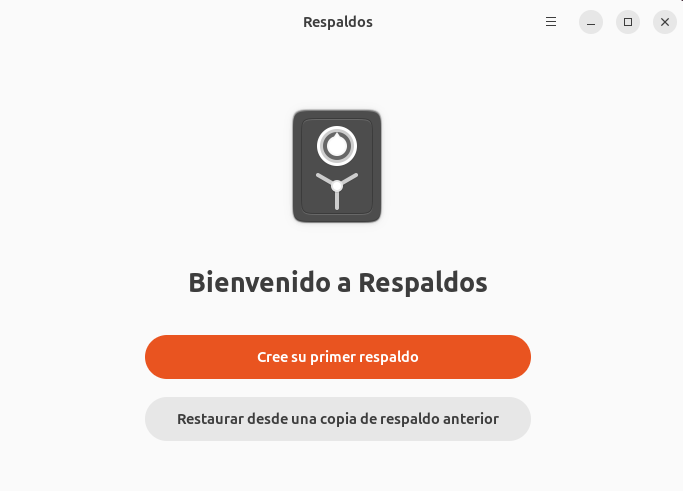 Respaldos
Bienvenido a Respaldos
Cree su primer respaldo
Restaurar desde una copia de respaldo anterior